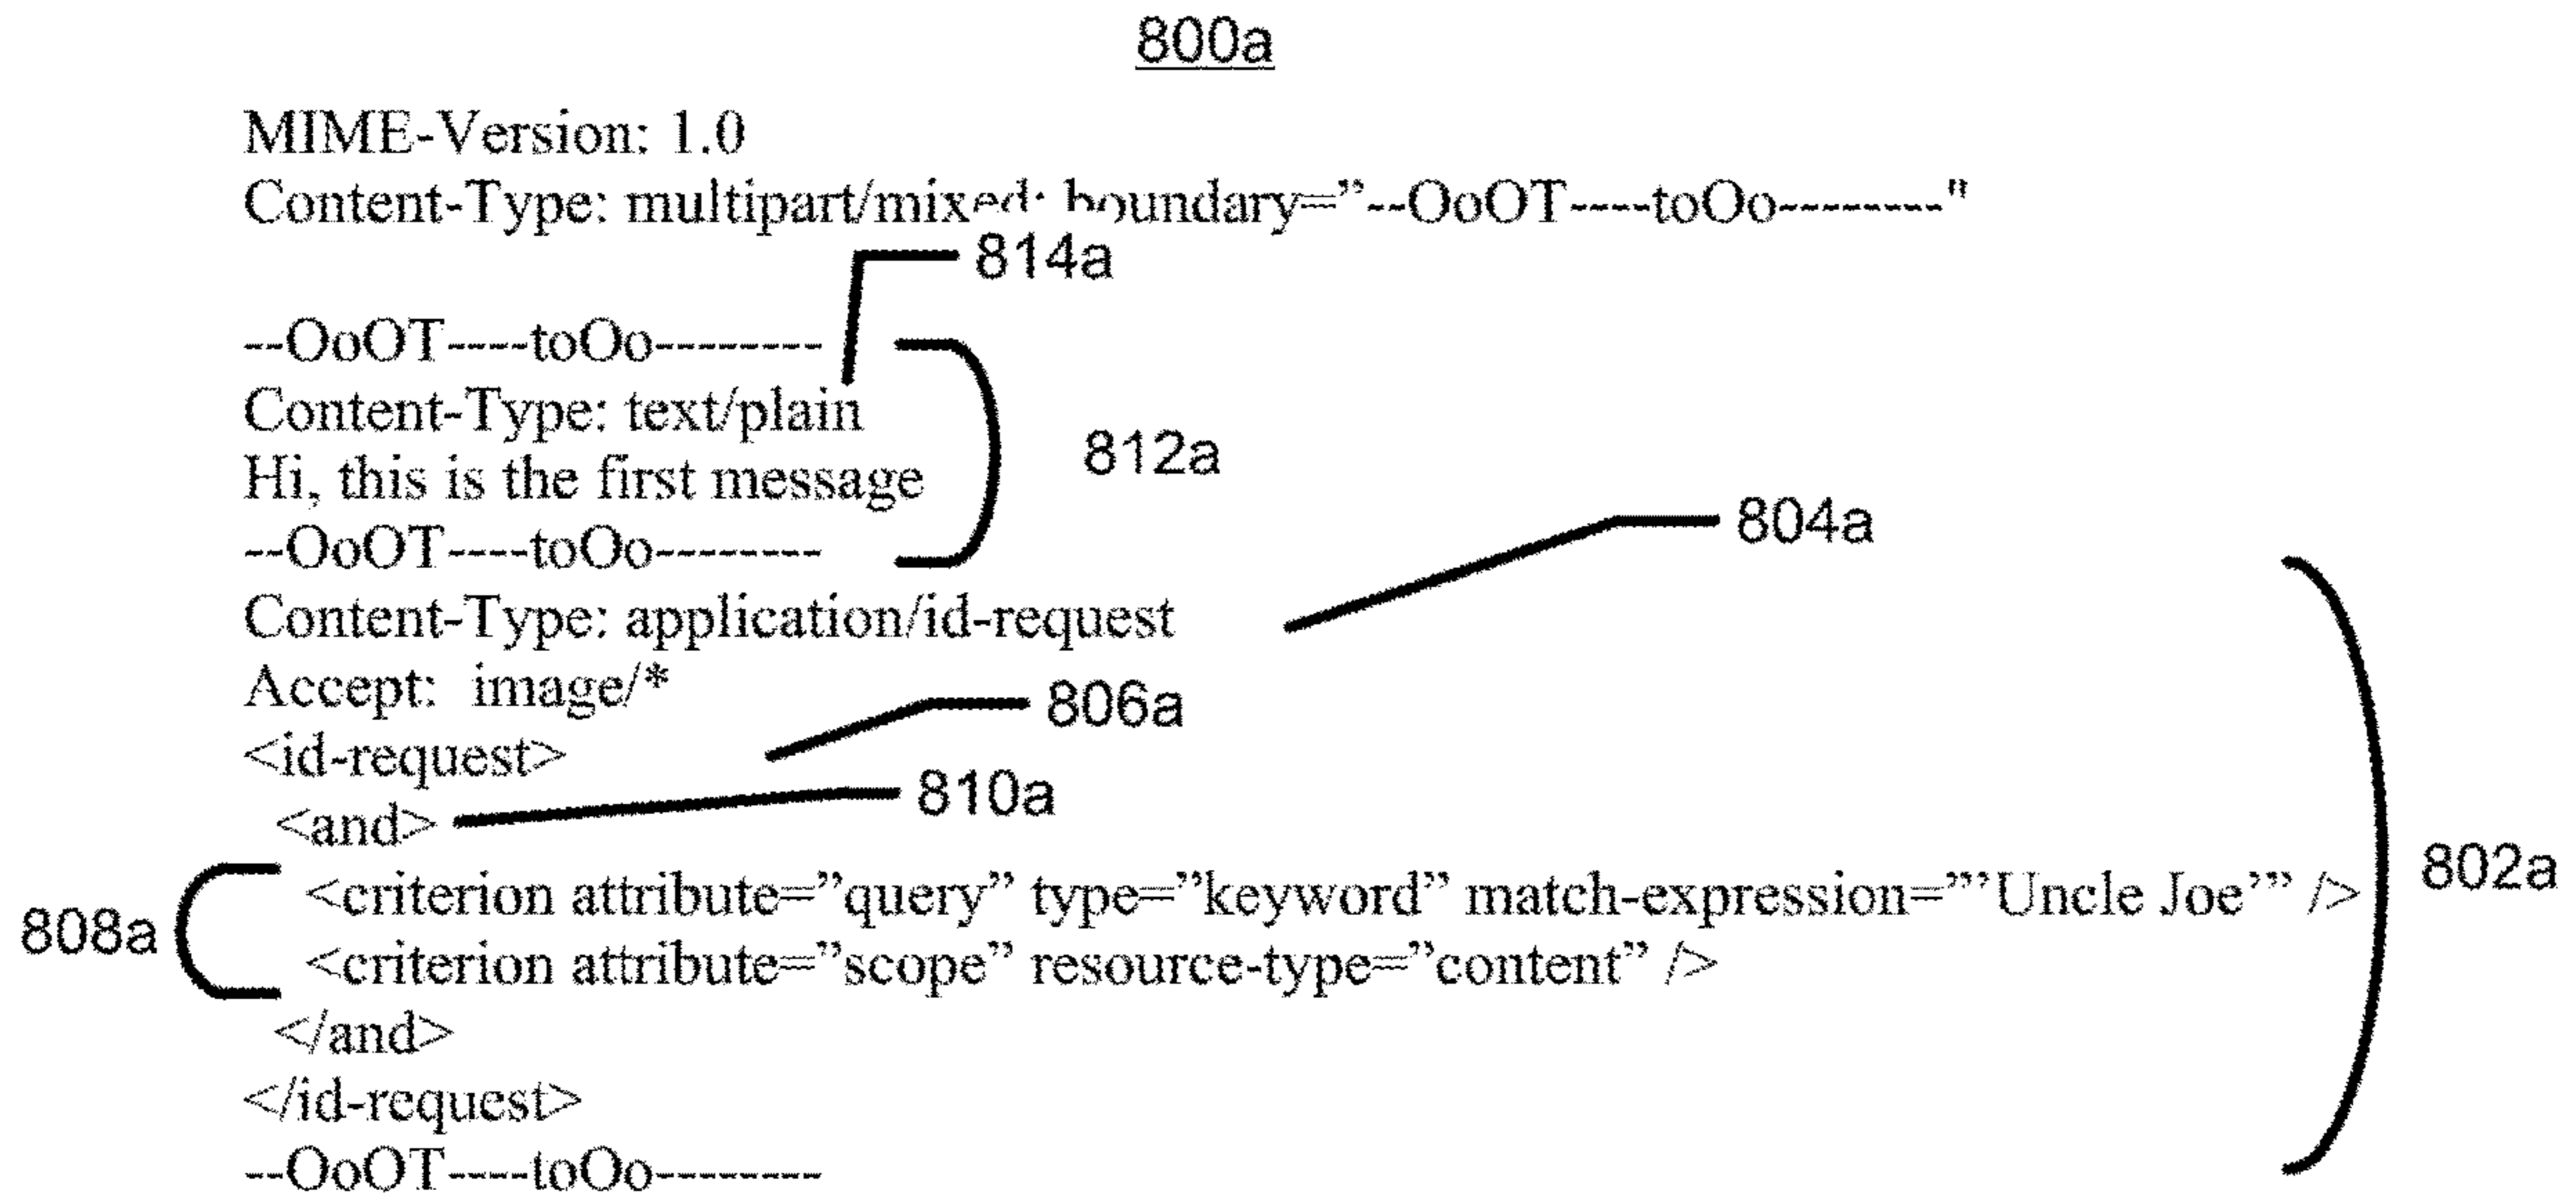 800a
MIME-Version: 1.0
Content-Type: multipart/mixed; boundary=”--OoOT----toOo--------"
814a
--OoOT----toOo--------
Content-Type: text/plain
812a
Hi, this is the first message
--OoOT----toOo--------
804a
Content-Type: application/id-request
Accept:  image/*
806a
<id-request>
810a
<and>
808a
<criterion attribute=”query” type=”keyword” match-expression=”’Uncle Joe’” />
802a
<criterion attribute=”scope” resource-type=”content” />
</and>
</id-request>
--OoOT----toOo--------